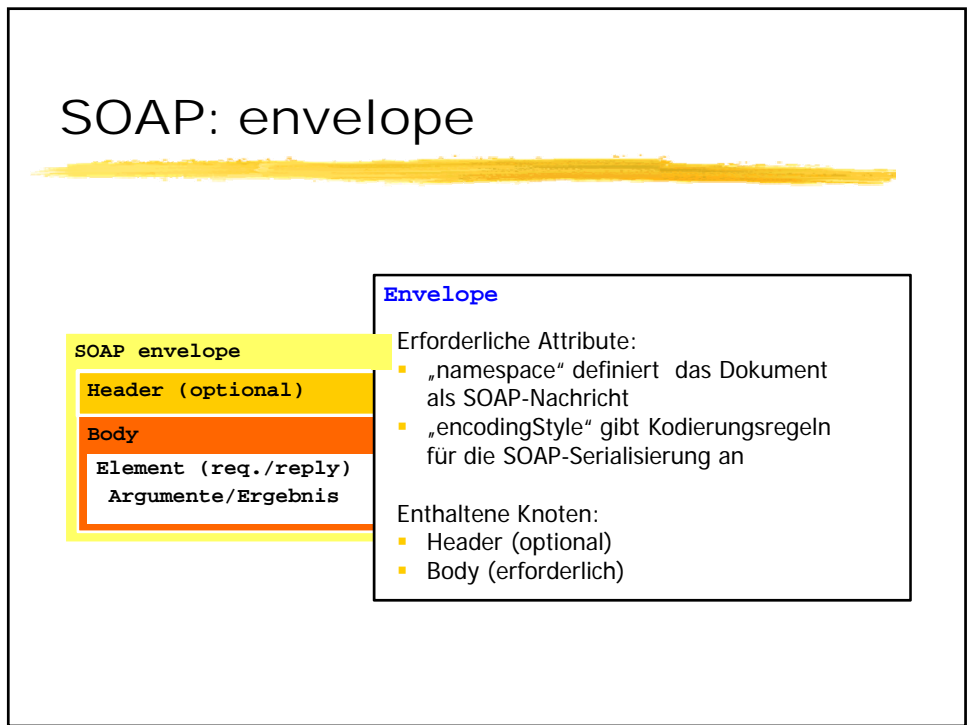 SOAP: envelope
SOAP envelope
Header (optional)
Body
Element (req./reply)
Argumente/Ergebnis
Envelope
Erforderliche Attribute:
▪ „namespace“ definiert das Dokument
als SOAP-Nachricht
▪ „encodingStyle“ gibt Kodierungsregeln
für die SOAP-Serialisierung an
Enthaltene Knoten:
▪ Header (optional)
▪ Body (erforderlich)